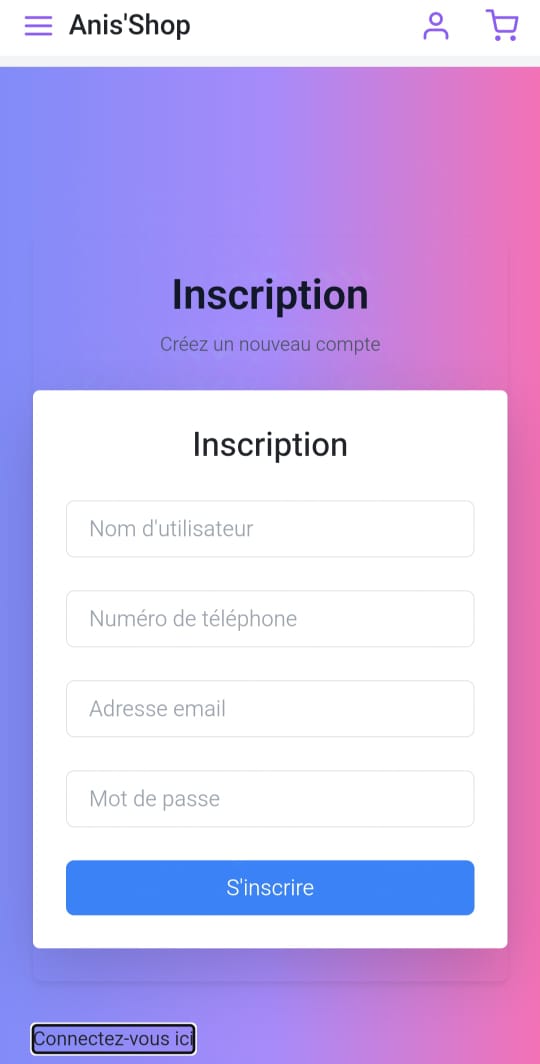 Anis'Shop
Inscription
Créez un nouveau compte
Inscription
Nom d'utilisateur
Numéro de téléphone
Adresse email
Mot de passe
S'inscrire
Connectez-vous ici